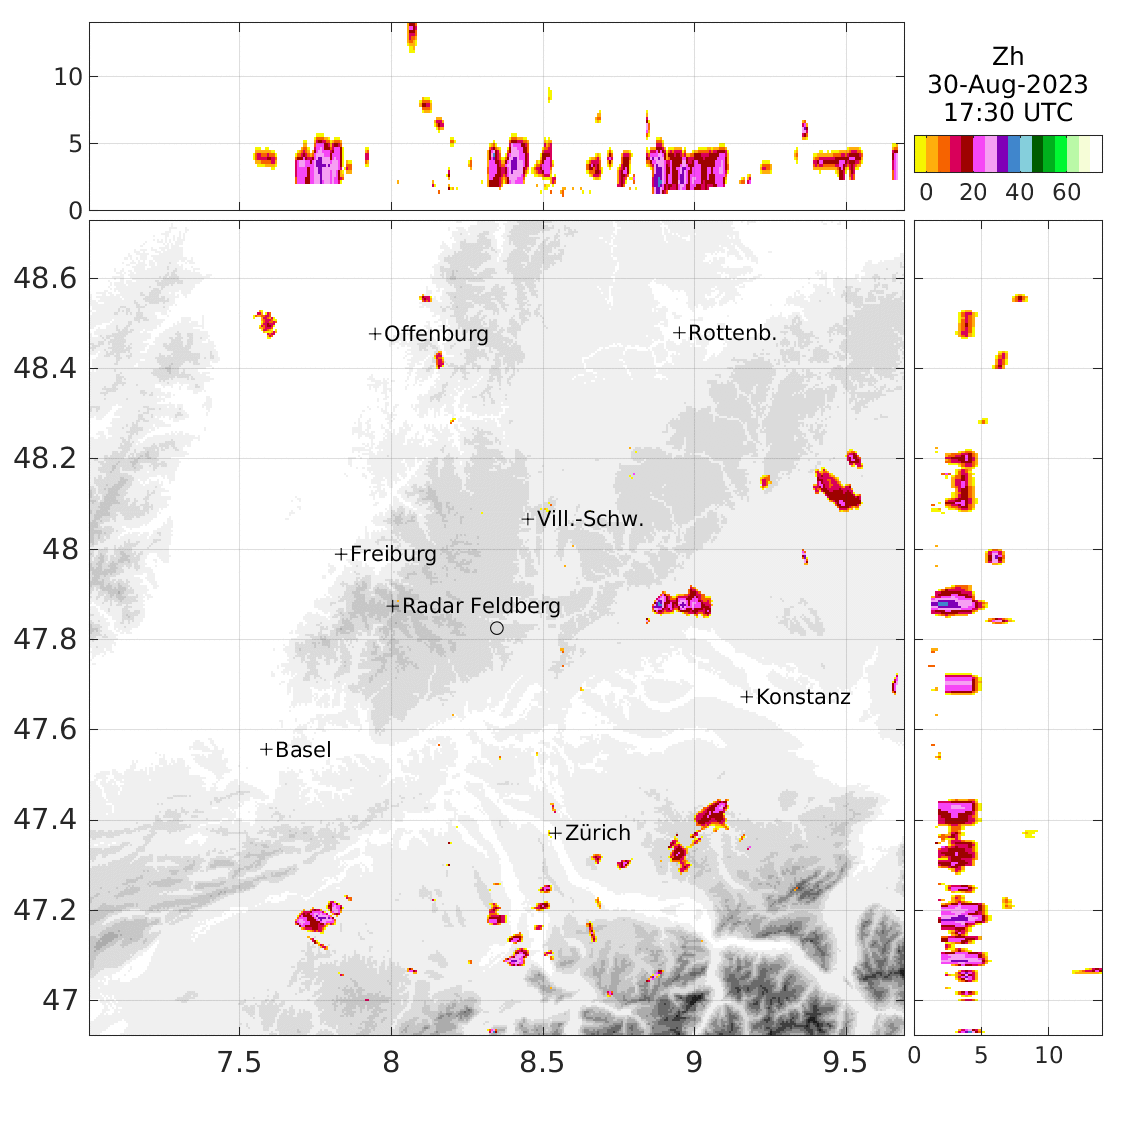 10
5
0
Zh
30-Aug-2023
17:30 UTC
0 20 40 60
48.6
48.4
48.2
48
47.8
47.6
47.4
47.2
47
Offenburg
Rottenb.
Vill.-Schw.
Freiburg
Radar Feldberg
Konstanz
Basel
Zürich
7.5 8 8.5 9 9.5
0 5 10